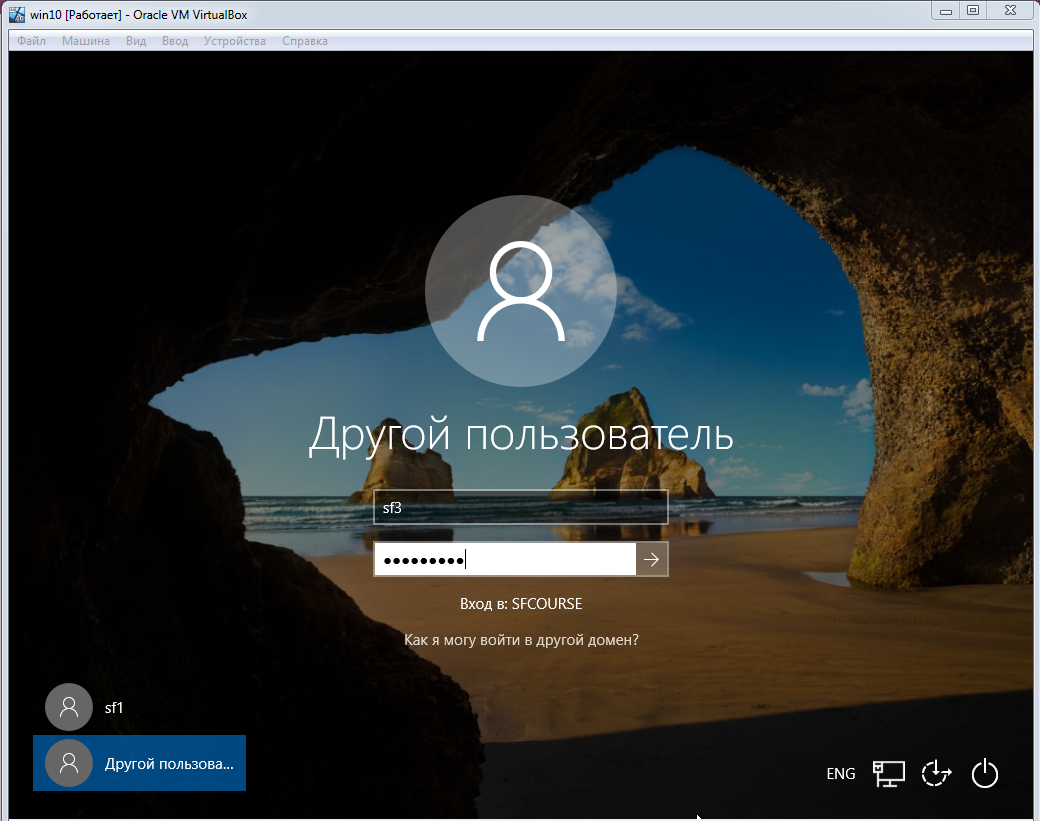 win10 [Работает] - Oracle VM VirtualBox
Файл Машина Вид Ввод Устройства Справка
Другой пользователь
sf3
Вход в: SFCOURSE
Как я могу войти в другой домен?
sf1
Другой пользова...
ENG